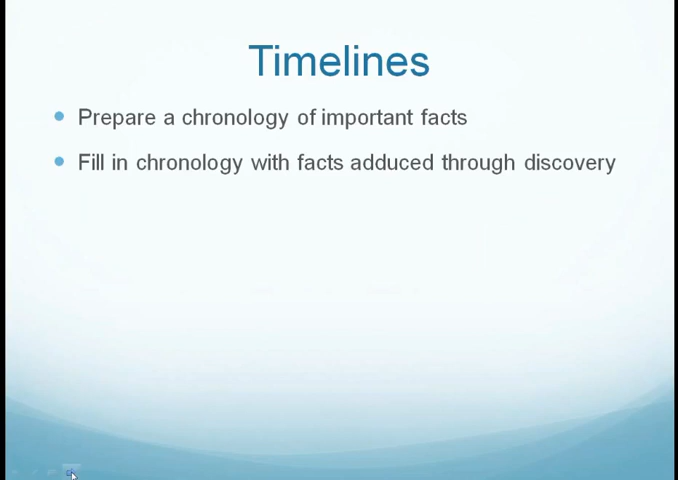 Timelines
Prepare a chronology of important facts
Fill in chronology with facts adduced through discovery